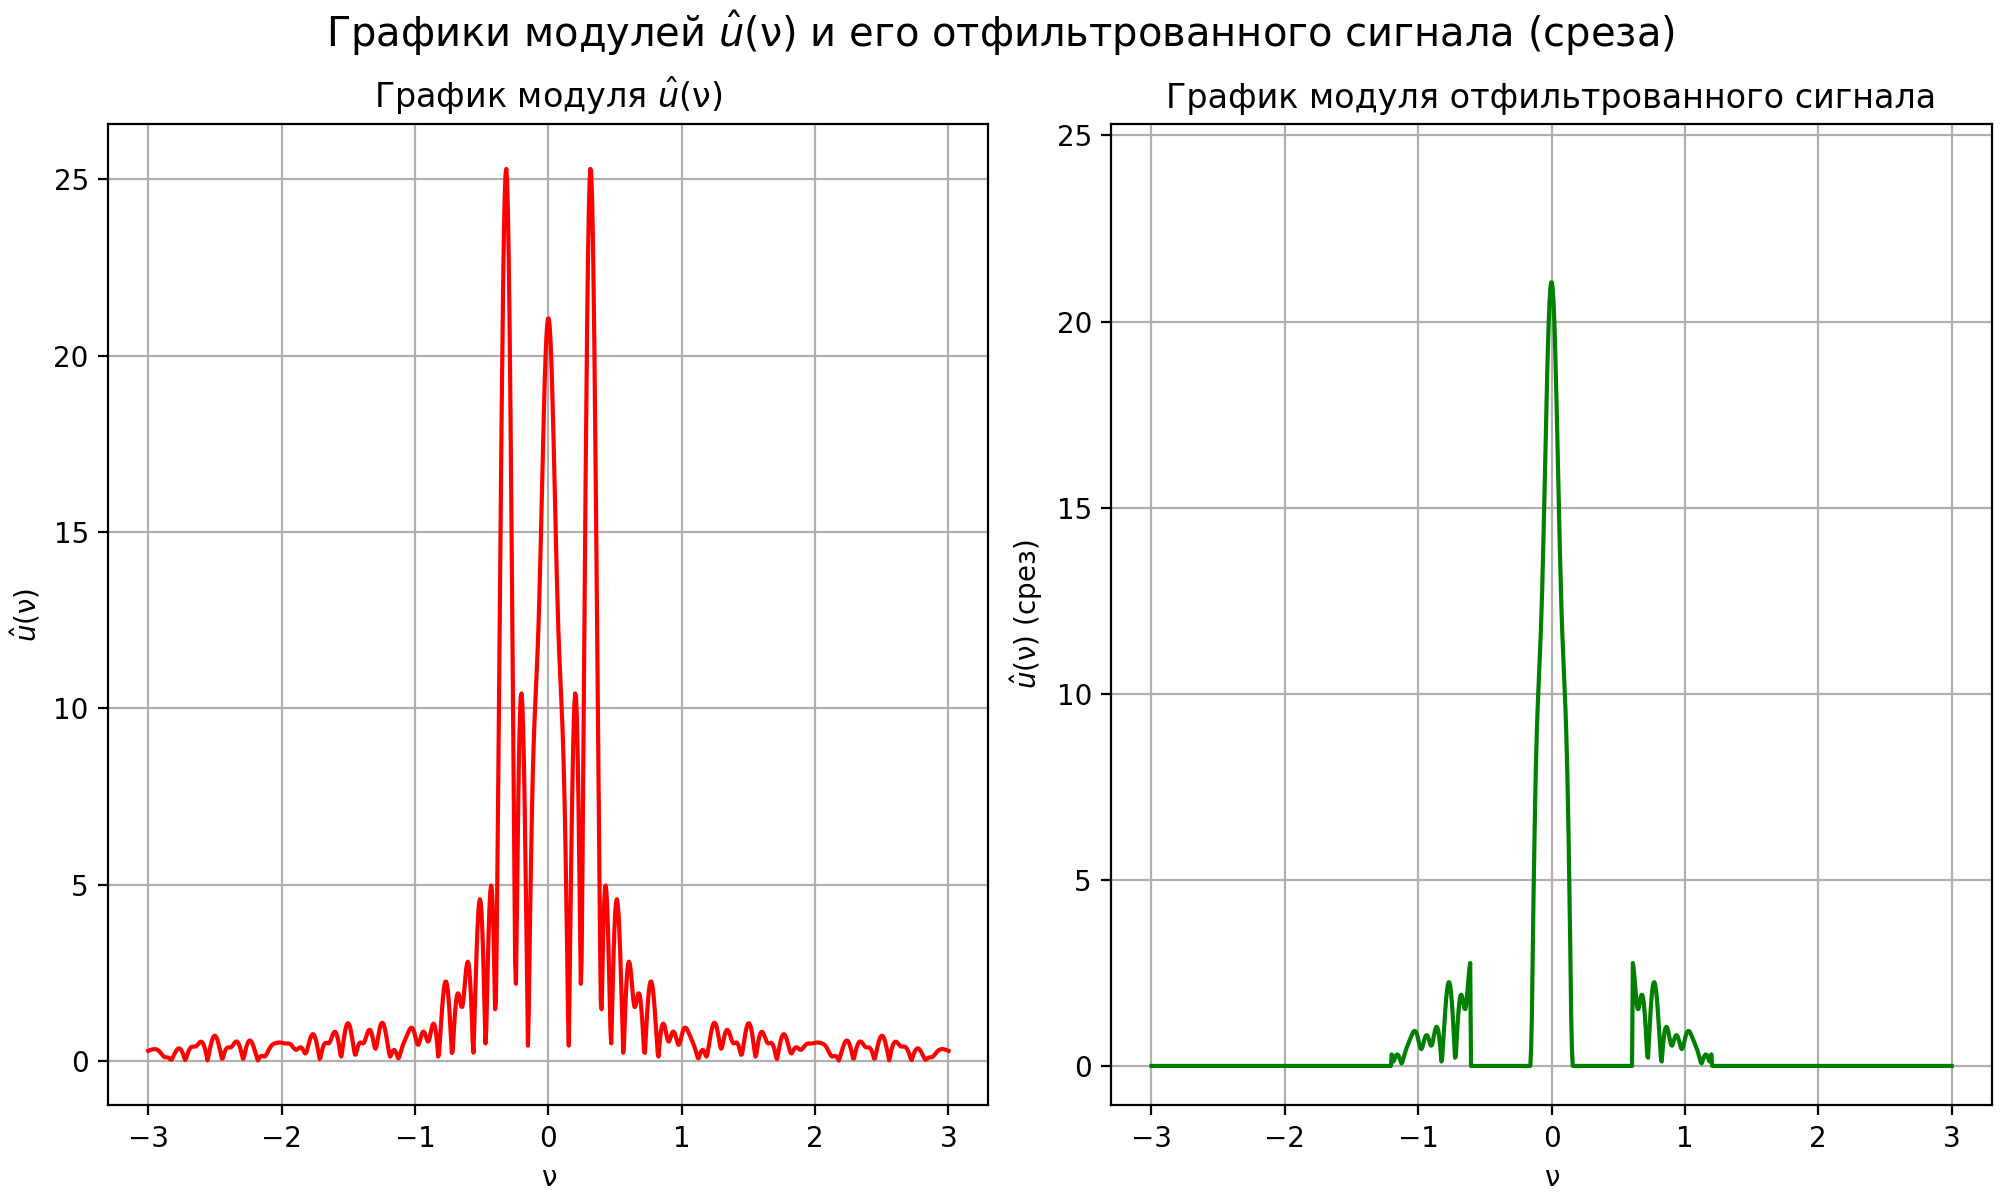 Графики модулей û(ν) и его отфильтрованного сигнала (среза)
График модуля û(ν)
25
20
15
10
5
0
û(ν)
−3 −2 −1 0 1 2 3
ν
График модуля отфильтрованного сигнала
25
20
15
10
5
0
û(ν) (срез)
−3 −2 −1 0 1 2 3
ν